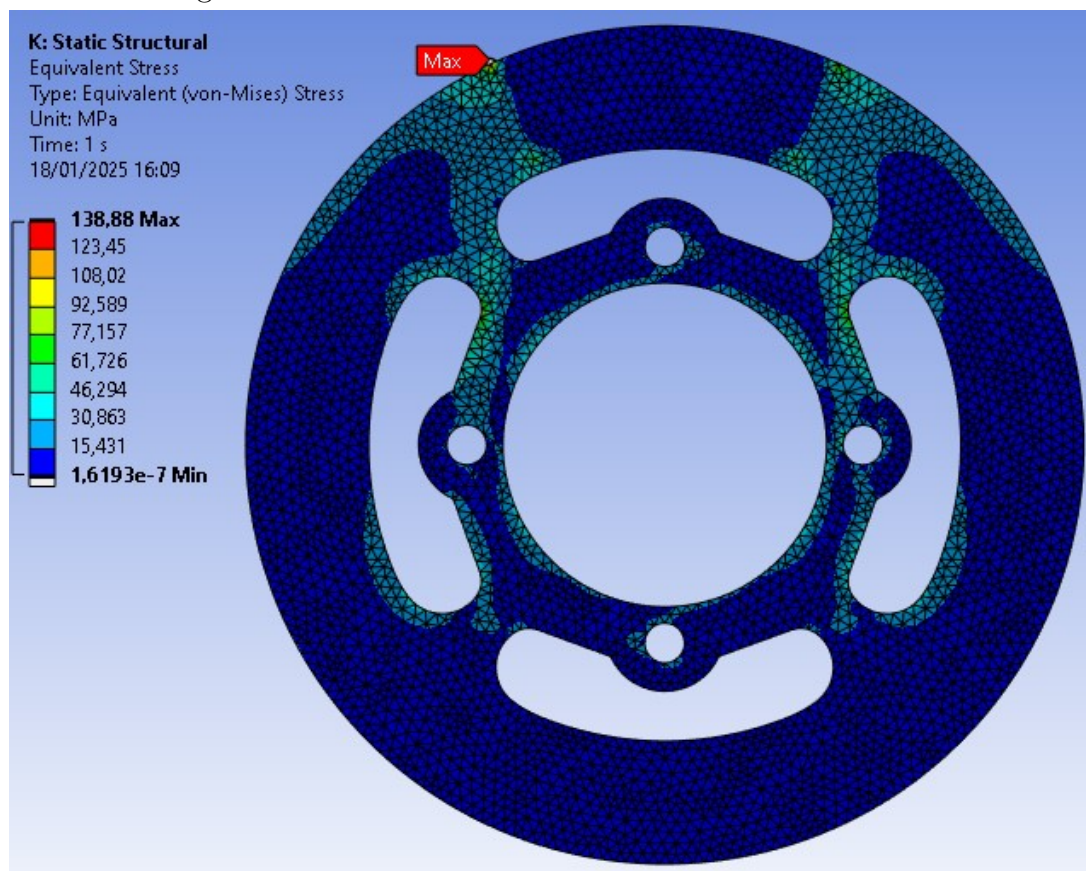 K: Static Structural
Equivalent Stress
Type: Equivalent (von-Mises) Stress
Unit: MPa
Time: 1 s
18/01/2025 16:09
Max
138,88 Max
123,45
108,02
92,589
77,157
61,726
46,294
30,863
15,431
1,6193e-7 Min